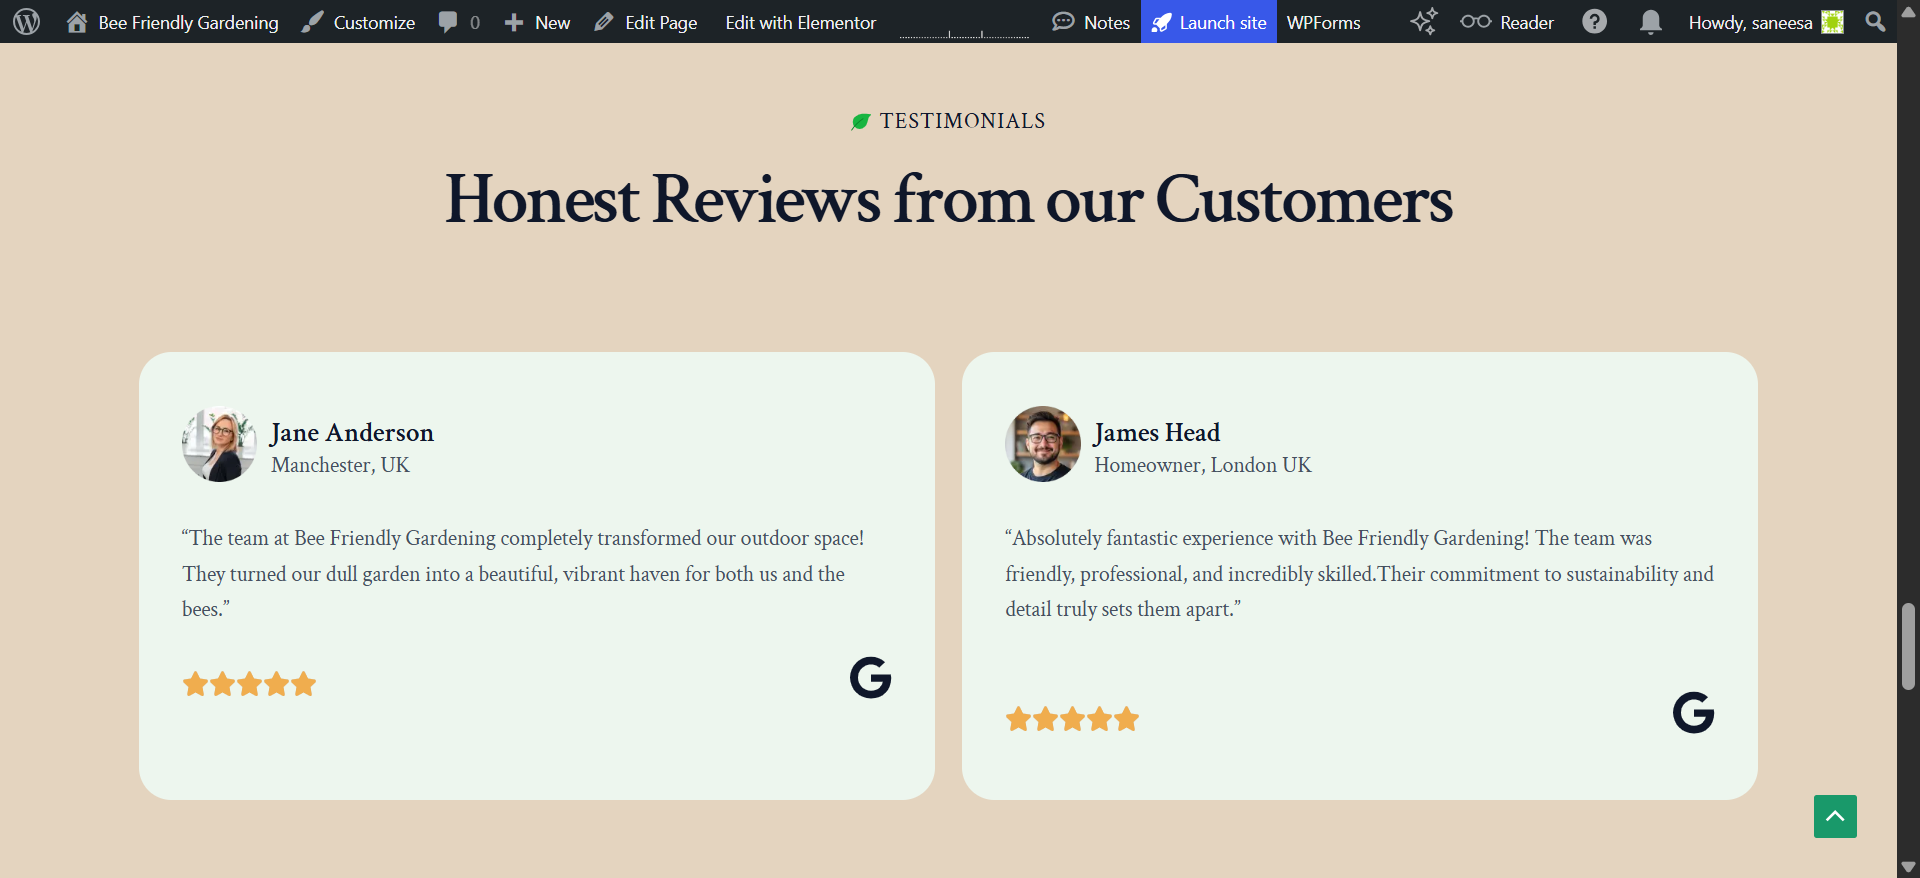 Bee Friendly Gardening Customize 0 New Edit Page Edit with Elementor Notes Launch site WPForms Reader Howdy, saneesa
TESTIMONIALS
Honest Reviews from our Customers
Jane Anderson
Manchester, UK
“The team at Bee Friendly Gardening completely transformed our outdoor space!
They turned our dull garden into a beautiful, vibrant haven for both us and the
bees.”
G
James Head
Homeowner, London UK
“Absolutely fantastic experience with Bee Friendly Gardening! The team was
friendly, professional, and incredibly skilled.Their commitment to sustainability and
detail truly sets them apart.”
G